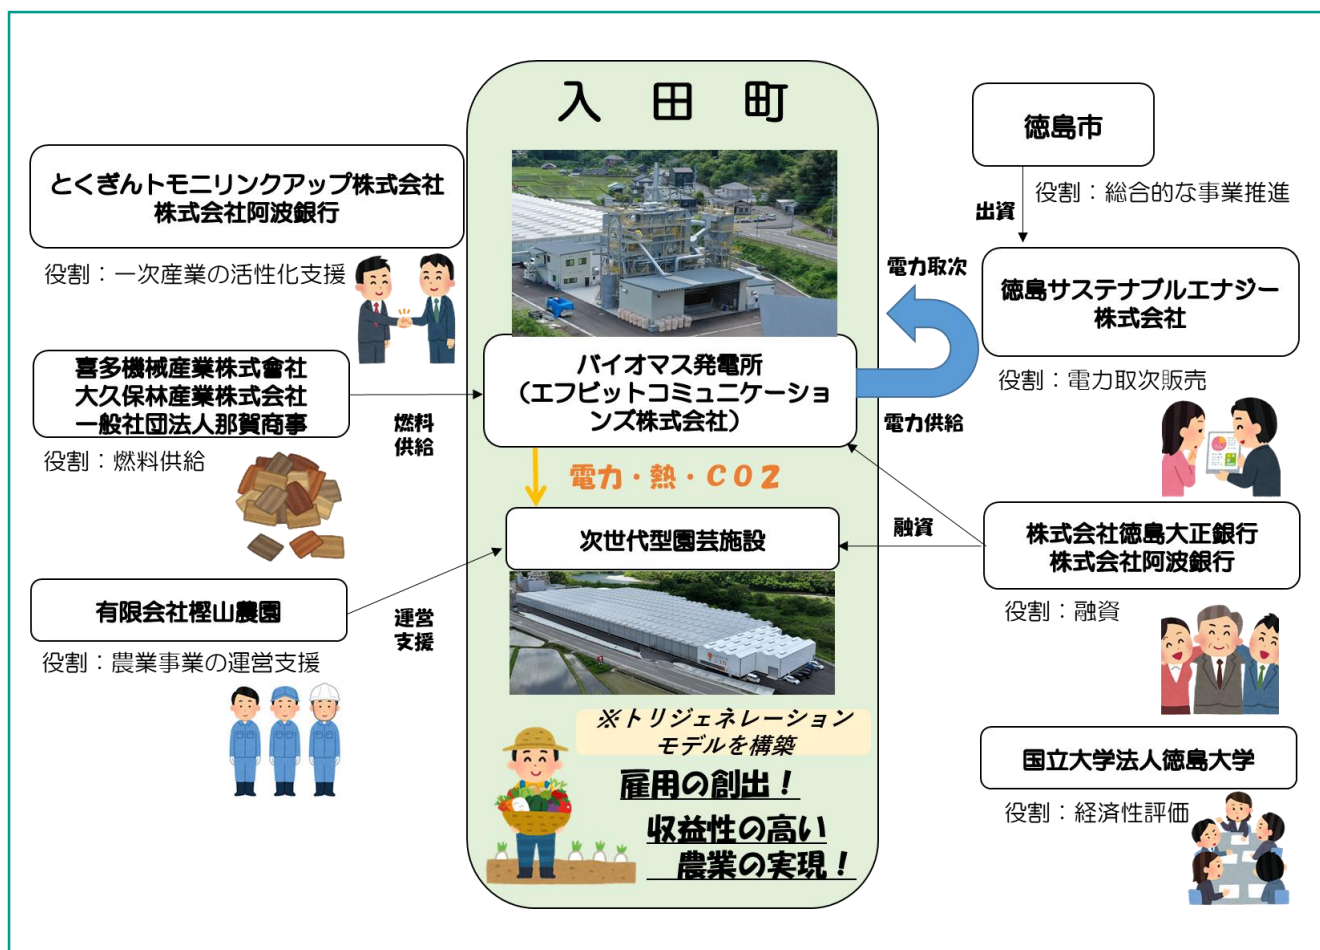 入田町
とくぎんトモニリンクアップ株式会社
株式会社阿波銀行
役割：一次産業の活性化支援
喜多機械産業株式會社
大久保林産業株式会社
一般社団法人那賀商事
役割：燃料供給
燃料
供給
有限会社樫山農園
役割：農業事業の運営支援
運営
支援
バイオマス発電所
（エフビットコミュニケーショ
ンズ株式会社）
電力・熱・ＣＯ２
次世代型園芸施設
※トリジェネレーション
モデルを構築
雇用の創出！
収益性の高い
農業の実現！
徳島市
役割：総合的な事業推進
出資
電力取次
徳島サステナブルエナジー
株式会社
役割：電力取次販売
電力供給
株式会社徳島大正銀行
株式会社阿波銀行
融資
役割：融資
国立大学法人徳島大学
役割：経済性評価